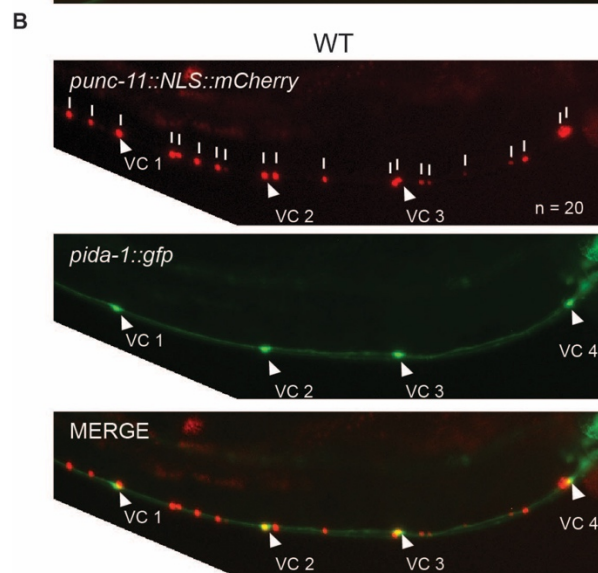 B
WT
punc-11::NLS::mCherry
VC 1
VC 2
VC 3
n = 20
pida-1::gfp
VC 1
VC 2
VC 3
VC 4
MERGE
VC 1
VC 2
VC 3
VC 4